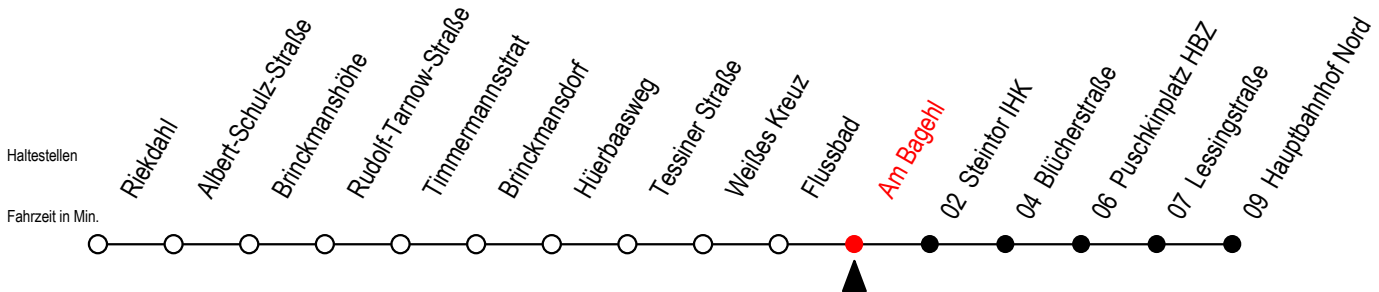 Haltestellen
Fahrzeit in Min.
Riekdahl
Albert-Schulz-Straße
Brinckmanshöhe
Rudolf-Tarnow-Straße
Timmermannsstrat
Brinckmansdorf
Hüerbaasweg
Tessiner Straße
Weißes Kreuz
Flussbad
Am Bagehl
02 Steintor IHK
04 Blücherstraße
06 Puschkinplatz HBZ
07 Lessingstraße
09 Hauptbahnhof Nord